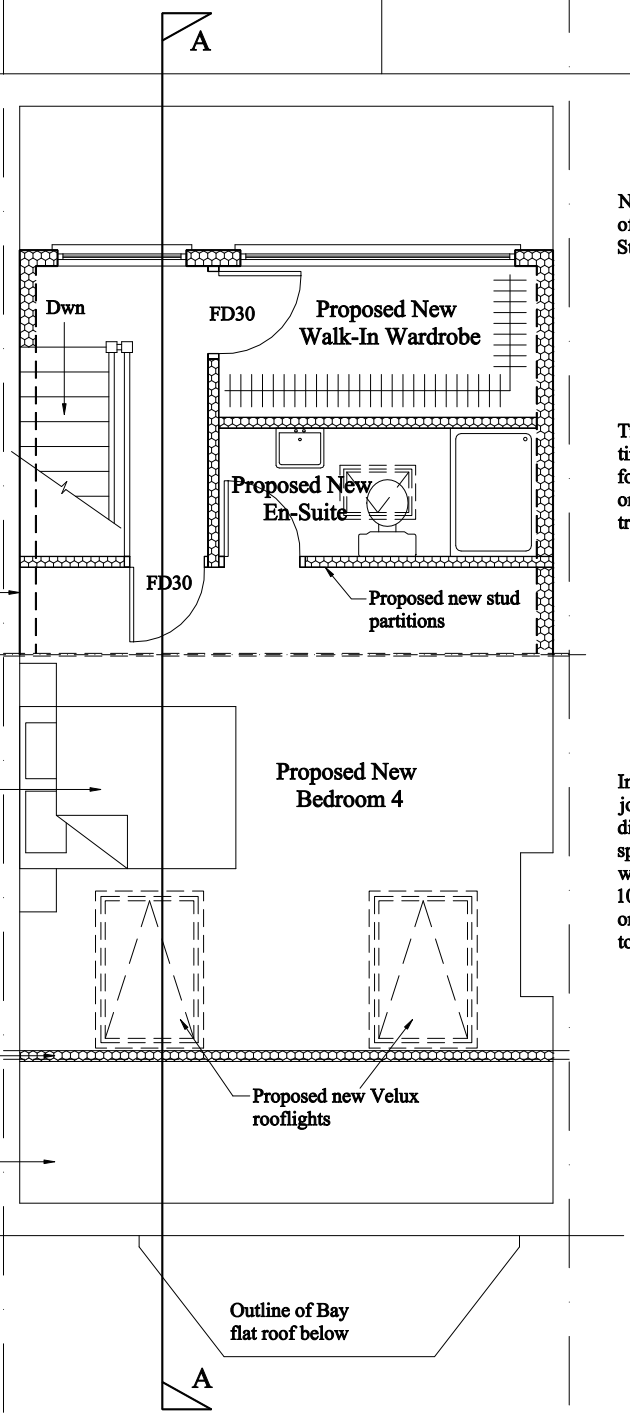 A
Dwn
FD30
Proposed New
Walk-In Wardrobe
Proposed New
En-Suite
FD30
Proposed new stud
partitions
Proposed New
Bedroom 4
Proposed new Velux
rooflights
Outline of Bay
flat roof below
A